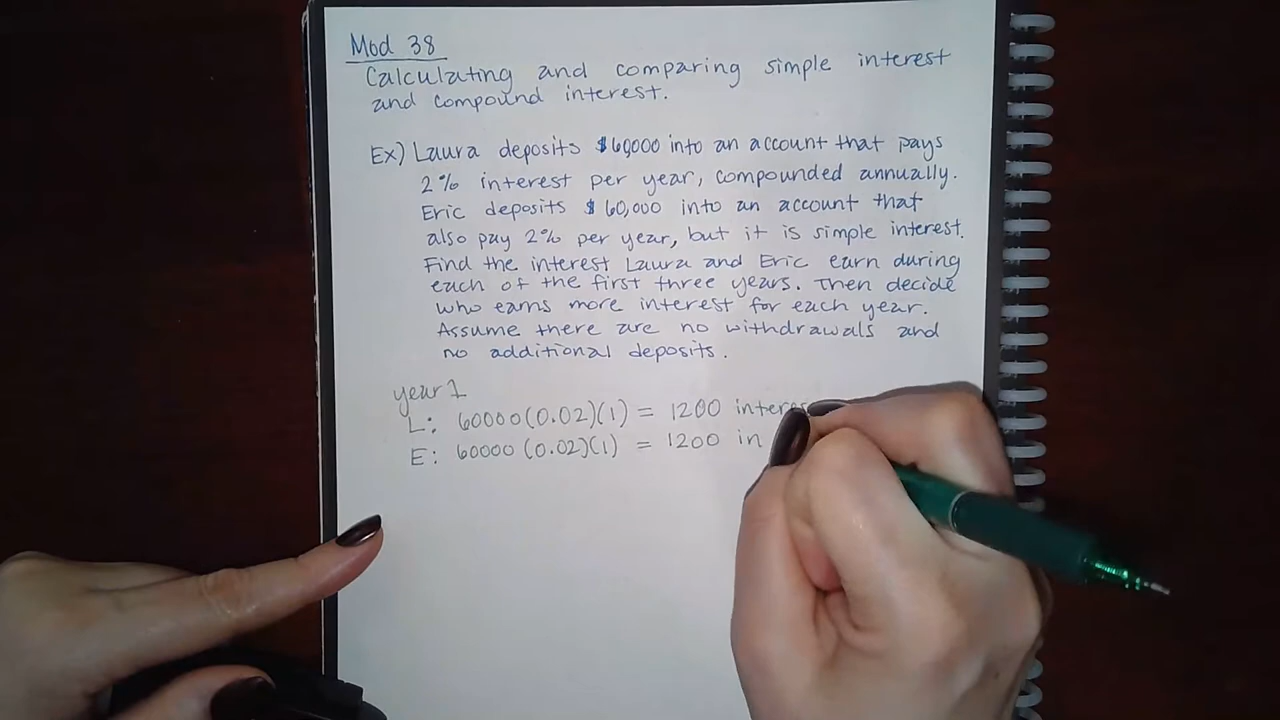 Mod 38
Calculating and comparing simple interest
and compound interest.
Ex) Laura deposits $60000 into an account that pays
2% interest per year, compounded annually.
Eric deposits $60,000 into an account that
also pay 2% per year, but it is simple interest.
Find the interest Laura and Eric earn during
each of the first three years. Then decide
who earns more interest for each year.
Assume there are no withdrawals and
no additional deposits.
year 1
L: 60000(0.02)(1) = 1200 interes
E: 60000(0.02)(1) = 1200 in